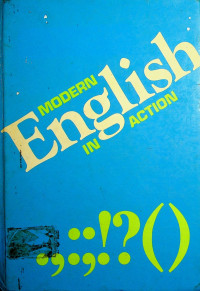 MODERN
English
IN ACTION
.,:;!?()